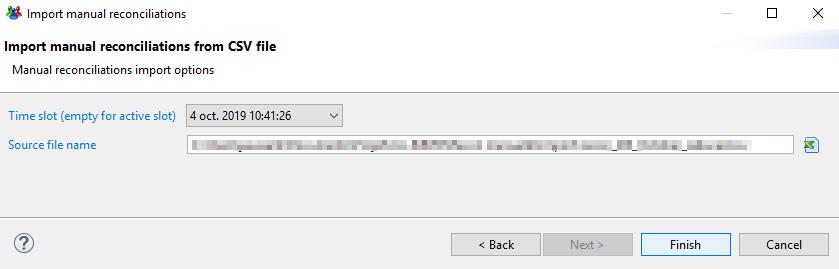 Import manual reconciliations
Import manual reconciliations from CSV file
Manual reconciliations import options
Time slot (empty for active slot) 4 oct. 2019 10:41:26
Source file name
? < Back Next > Finish Cancel